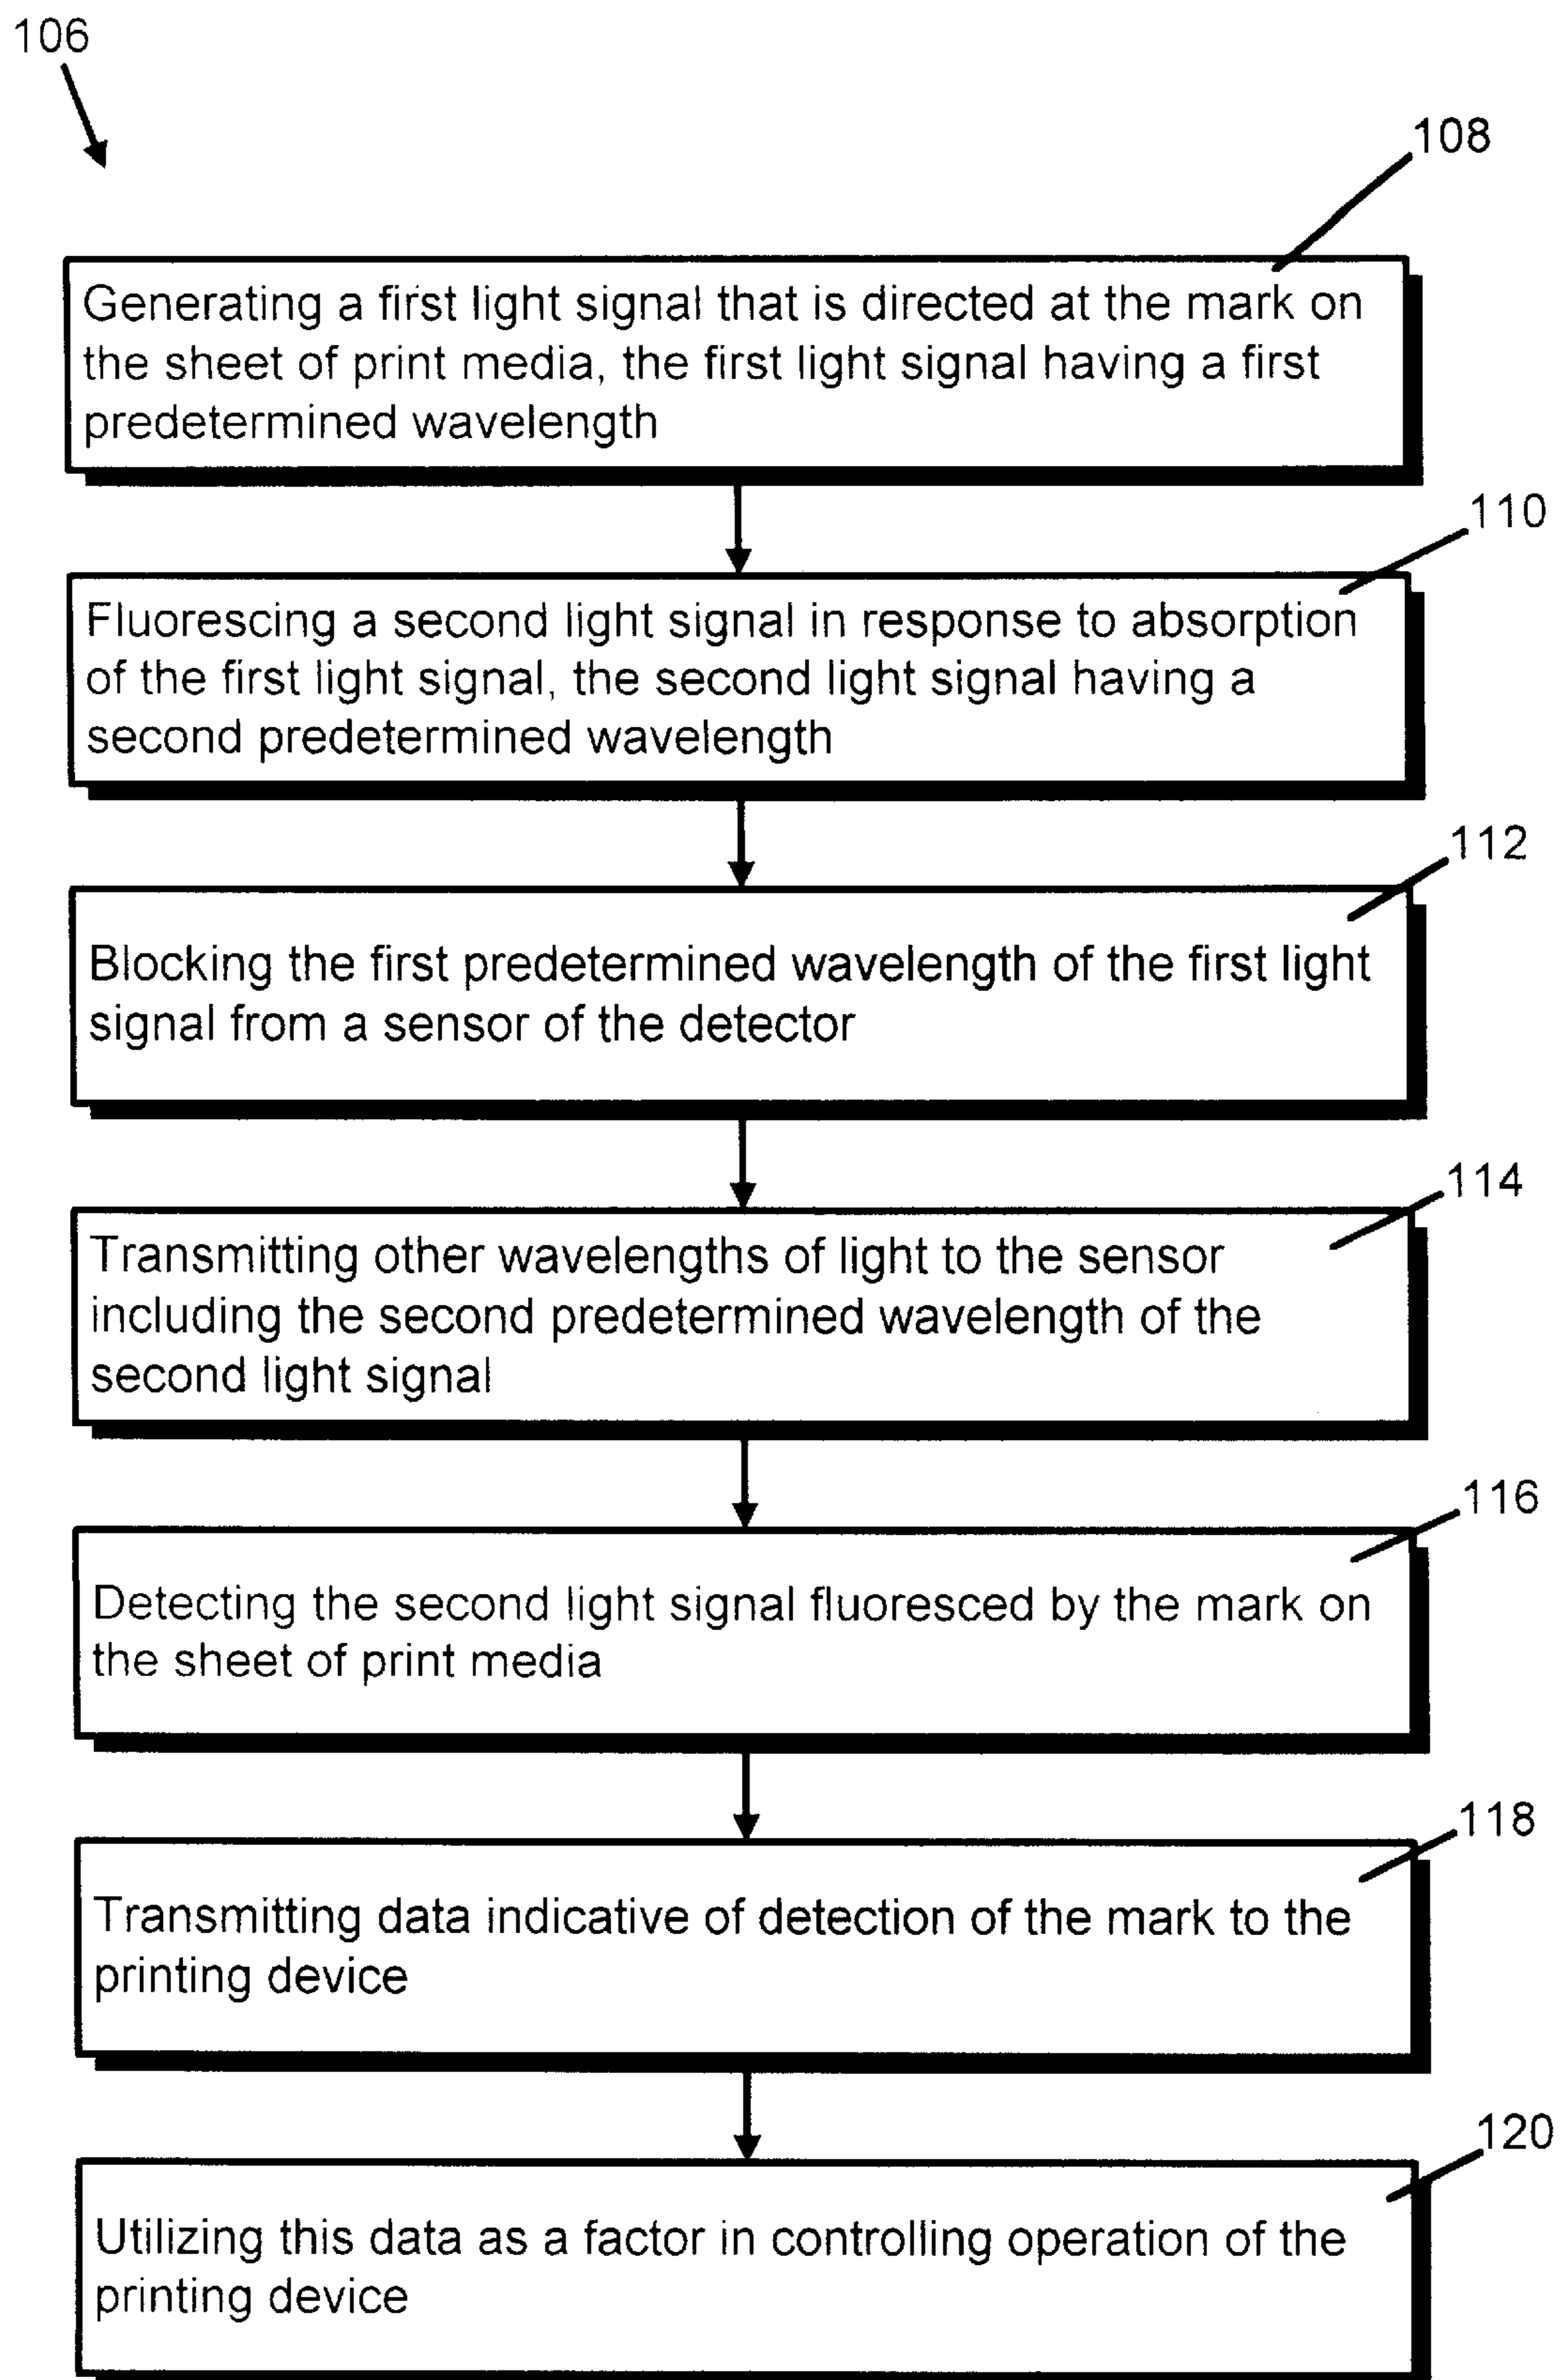 106
108
Generating a first light signal that is directed at the mark on
the sheet of print media, the first light signal having a first
predetermined wavelength
110
Fluorescing a second light signal in response to absorption
of the first light signal, the second light signal having a
second predetermined wavelength
112
Blocking the first predetermined wavelength of the first light
signal from a sensor of the detector
114
Transmitting other wavelengths of light to the sensor
including the second predetermined wavelength of the
second light signal
116
Detecting the second light signal fluoresced by the mark on
the sheet of print media
118
Transmitting data indicative of detection of the mark to the
printing device
120
Utilizing this data as a factor in controlling operation of the
printing device